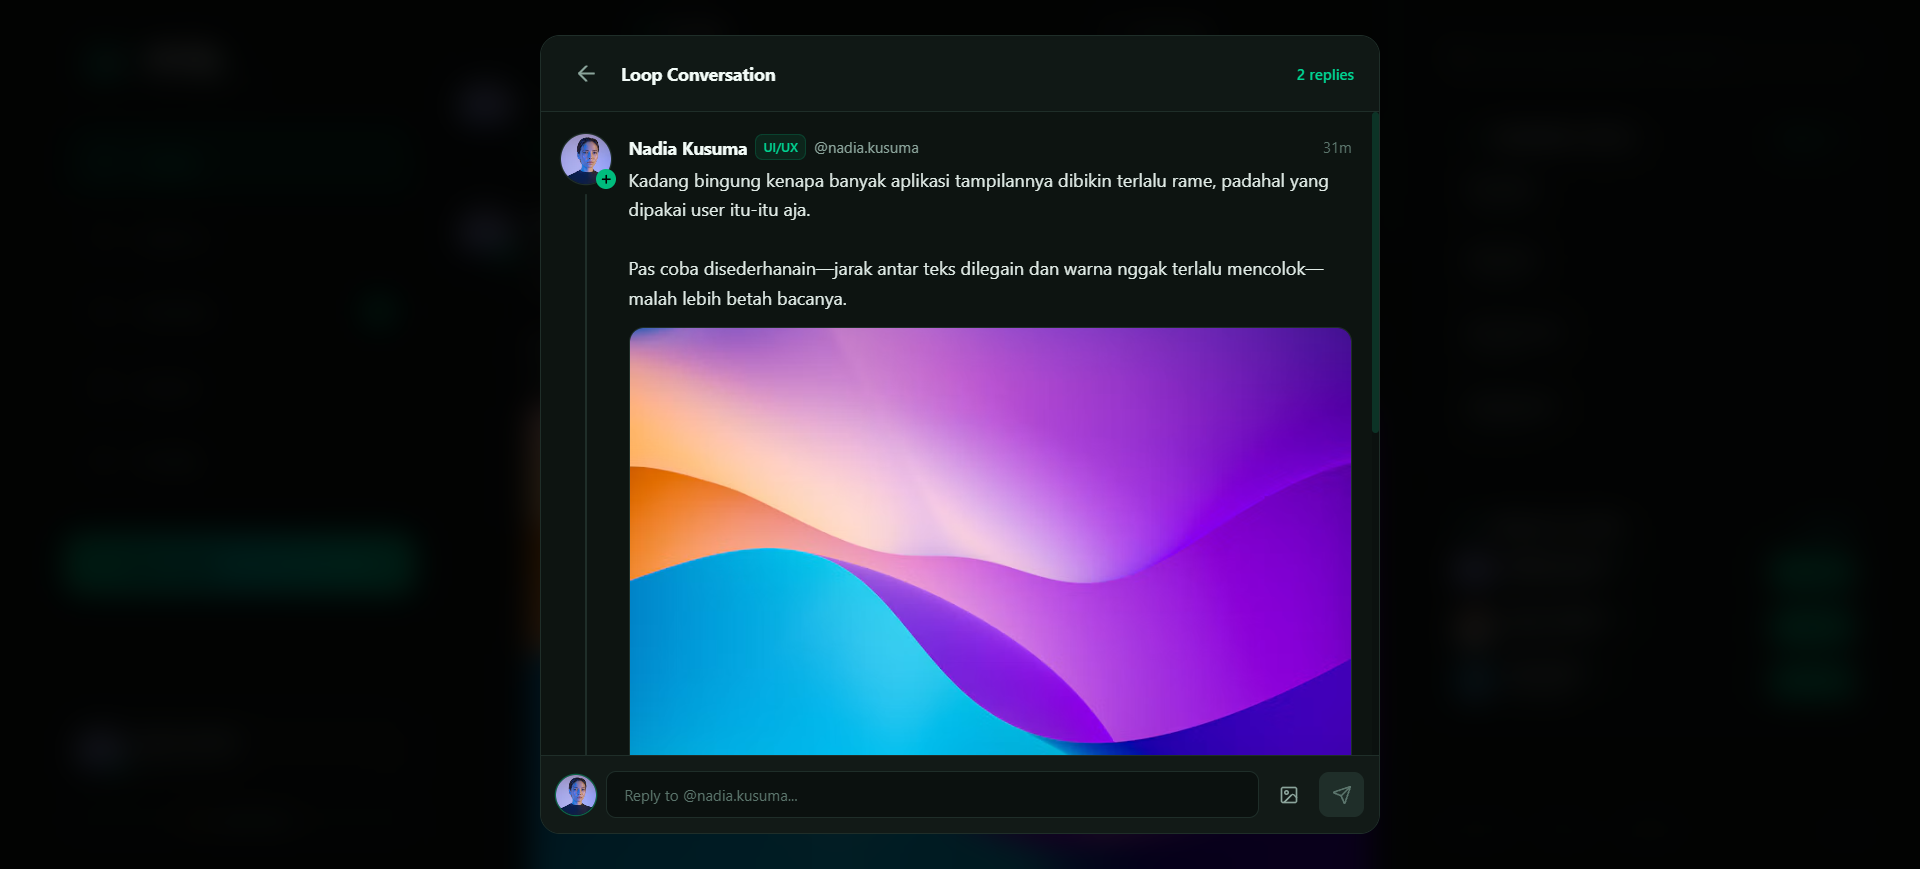 Loop Conversation
2 replies
Nadia Kusuma UI/UX @nadia.kusuma 31m
Kadang bingung kenapa banyak aplikasi tampilannya dibikin terlalu rame, padahal yang
dipakai user itu-itu aja.
Pas coba disederhanain—jarak antar teks dilegain dan warna nggak terlalu mencolok—
malah lebih betah bacanya.
Reply to @nadia.kusuma...